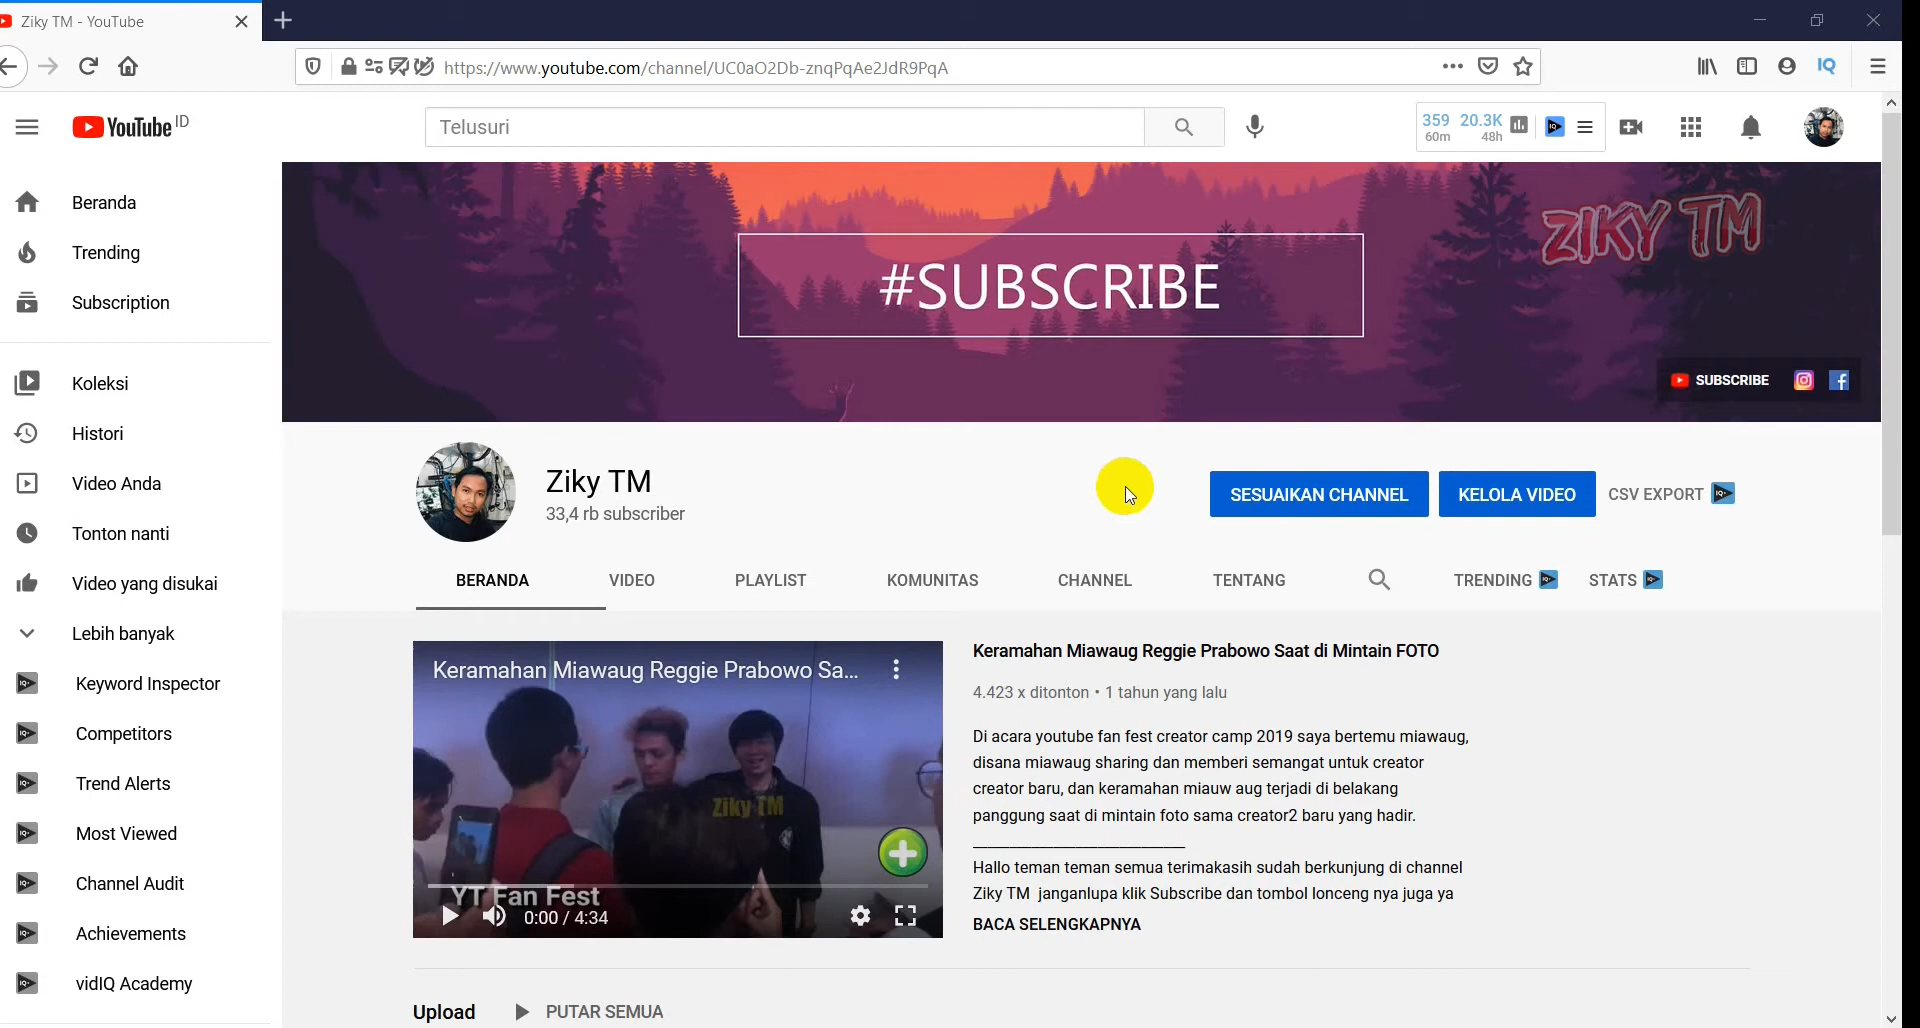 Ziky TM - YouTube
https://www.youtube.com/channel/UC0aO2Db-znqPqAe2JdR9PqA
IQ
YouTube ID
Telusuri
359 20.3K
60m 48h
Beranda
Trending
Subscription
Koleksi
Histori
Video Anda
Tonton nanti
Video yang disukai
Lebih banyak
Keyword Inspector
Competitors
Trend Alerts
Most Viewed
Channel Audit
Achievements
vidIQ Academy
#SUBSCRIBE
ZIKY TM
SUBSCRIBE
Ziky TM
33,4 rb subscriber
SESUAIKAN CHANNEL
KELOLA VIDEO
CSV EXPORT
BERANDA VIDEO PLAYLIST KOMUNITAS CHANNEL TENTANG TRENDING STATS
Keramahan Miawaug Reggie Prabowo Sa...
Ziky TM
YT Fan Fest
0:00 / 4:34
Keramahan Miawaug Reggie Prabowo Saat di Mintain FOTO
4.423 x ditonton • 1 tahun yang lalu
Di acara youtube fan fest creator camp 2019 saya bertemu miawaug,
disana miawaug sharing dan memberi semangat untuk creator
creator baru, dan keramahan miauw aug terjadi di belakang
panggung saat di mintain foto sama creator2 baru yang hadir.
Hallo teman teman semua terimakasih sudah berkunjung di channel
Ziky TM janganlupa klik Subscribe dan tombol lonceng nya juga ya
BACA SELENGKAPNYA
Upload
PUTAR SEMUA